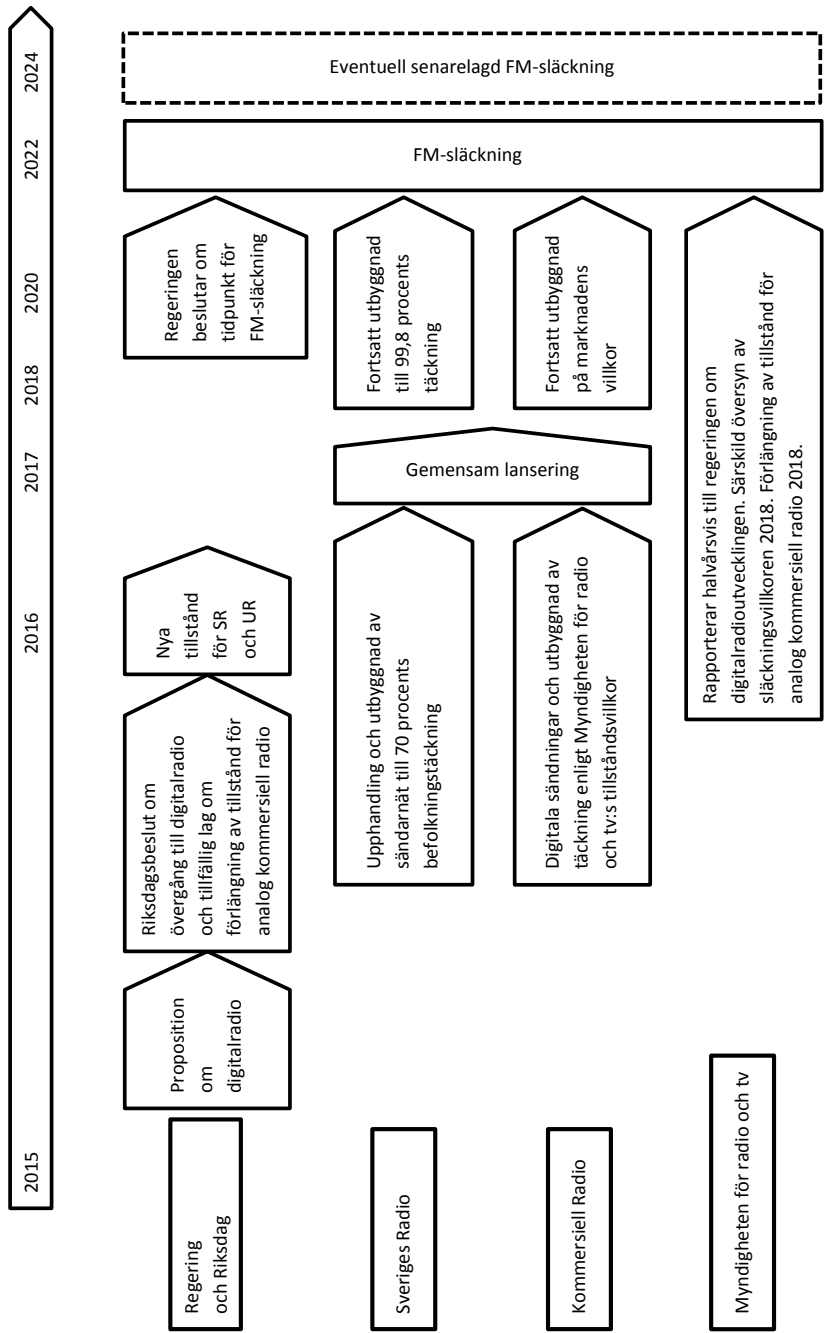 2015
2016
2017
2018
2020
2022
2024
Regering
och Riksdag
Proposition
om
digitalradio
Riksdagsbeslut om
övergång till digitalradio
och tillfällig lag om
förlängning av tillstånd för
analog kommersiell radio
Nya
tillstånd
för SR
och UR
Regeringen
beslutar om
tidpunkt för
FM-släckning
FM-släckning
Eventuell senarelagd FM-släckning
Sveriges Radio
Upphandling och utbyggnad av
sändarnät till 70 procents
befolkningstäckning
Gemensam lansering
Fortsatt utbyggnad
till 99,8 procents
täckning
Kommersiell Radio
Digitala sändningar och utbyggnad av
täckning enligt Myndigheten för radio
och tv:s tillståndsvillkor
Fortsatt utbyggnad
på marknadens
villkor
Myndigheten för radio och tv
Rapporterar halvårsvis till regeringen om
digitalradioutvecklingen. Särskild översyn av
släckningsvillkoren 2018. Förlängning av tillstånd för
analog kommersiell radio 2018.